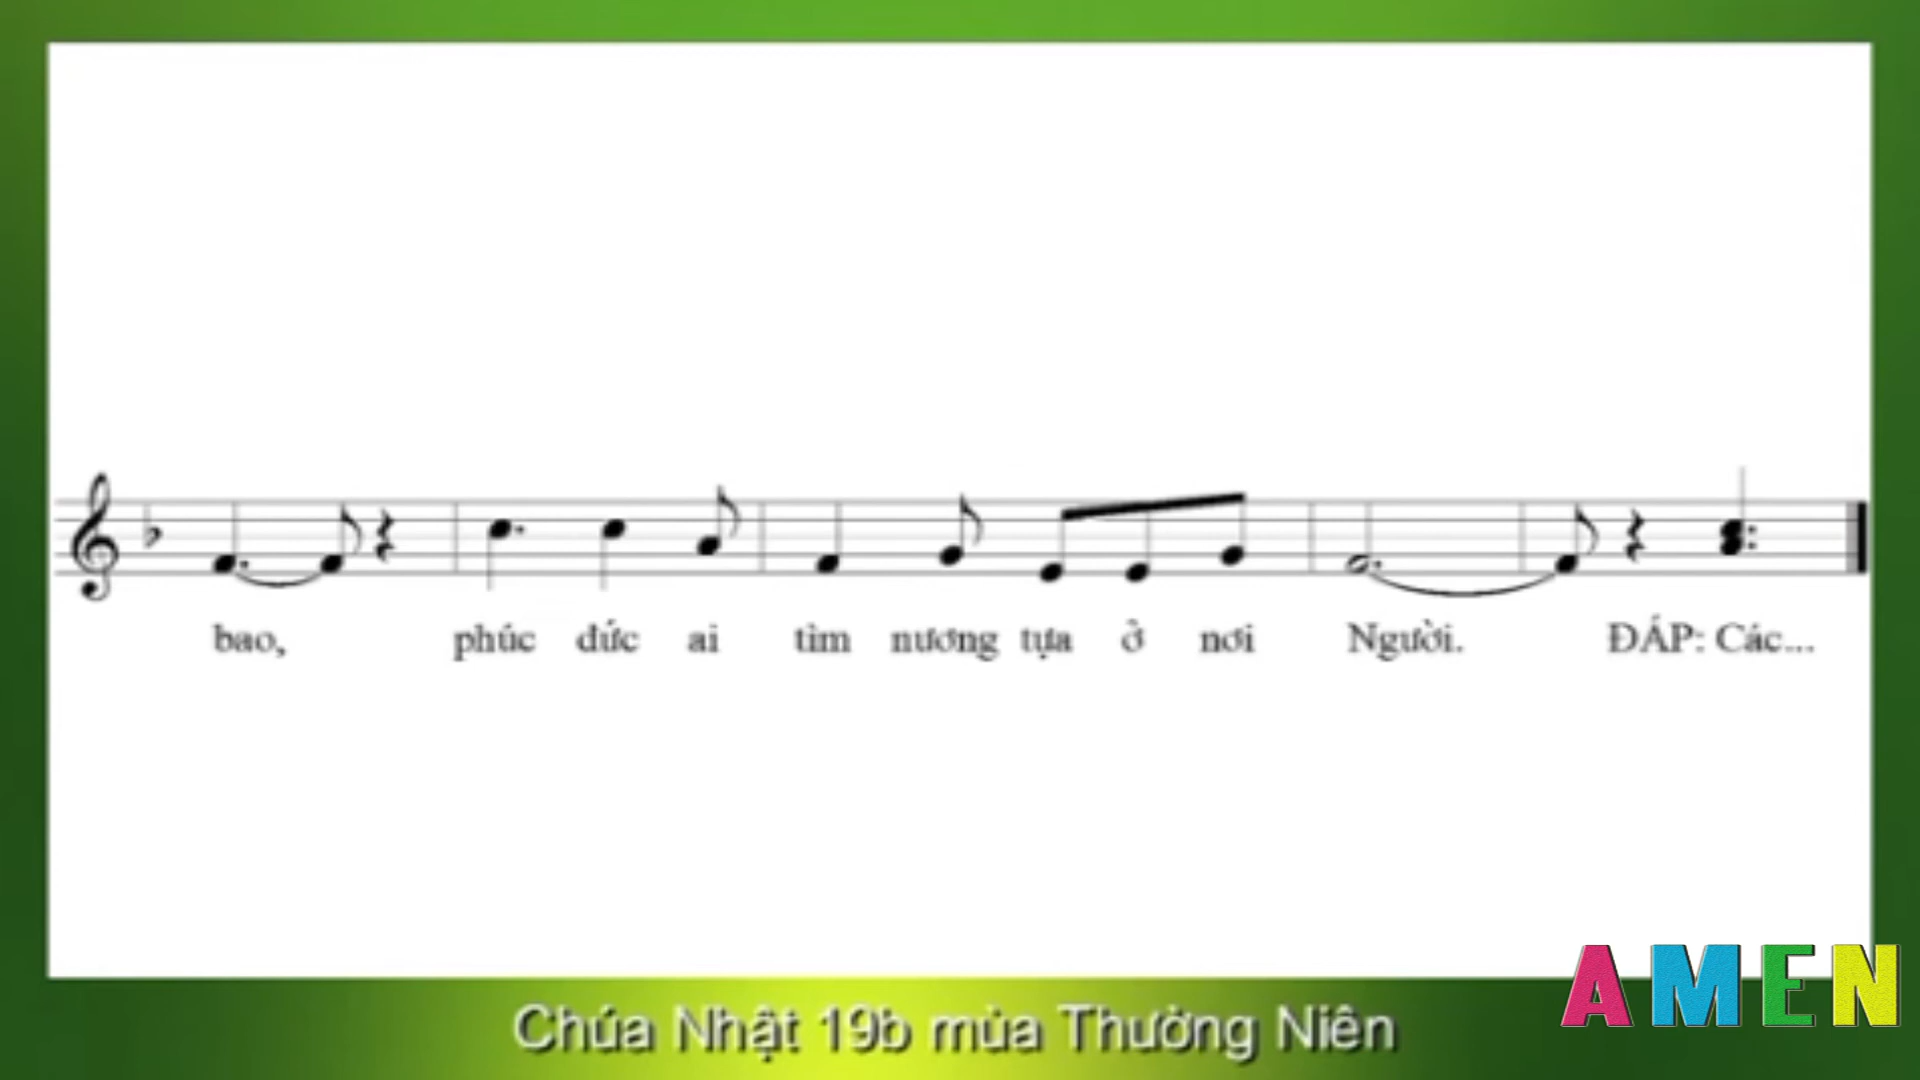 bao, phúc đức ai tìm nương tựa ở nơi Người. ĐÁP: Các...
AMEN
Chúa Nhật 19b mùa Thường Niên